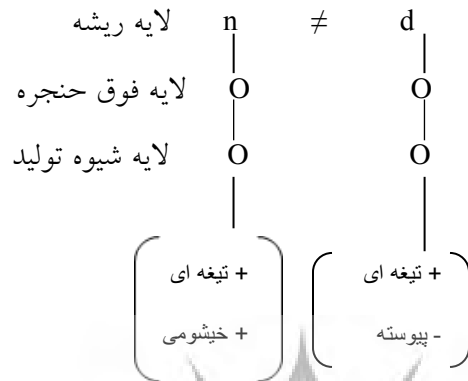 لایه ریشه n ≠ d
لایه فوق حنجره O O
لایه شیوه تولید O O
+ تیغه ای + تیغه ای
+ خیشومی - پیوسته